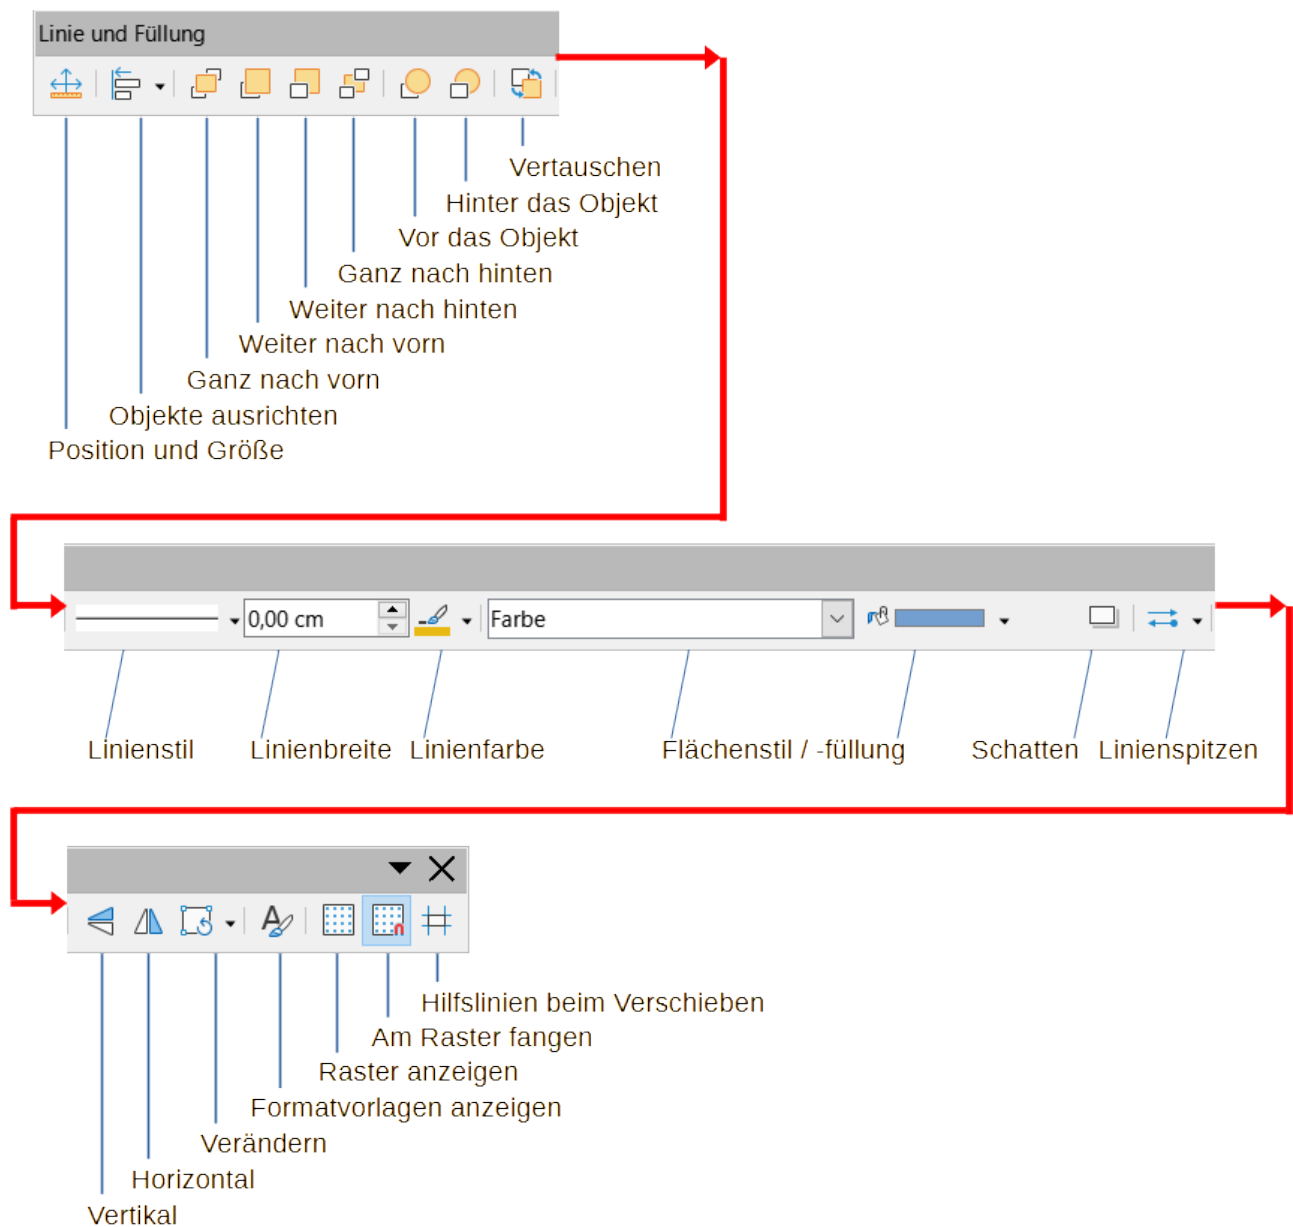 Linie und Füllung
Vertauschen
Hinter das Objekt
Vor das Objekt
Ganz nach hinten
Weiter nach hinten
Weiter nach vorn
Ganz nach vorn
Objekte ausrichten
Position und Größe
0,00 cm
Farbe
Linienstil
Linienbreite
Linienfarbe
Flächenstil / -füllung
Schatten
Linienspitzen
Hilfslinien beim Verschieben
Am Raster fangen
Raster anzeigen
Formatvorlagen anzeigen
Verändern
Horizontal
Vertikal